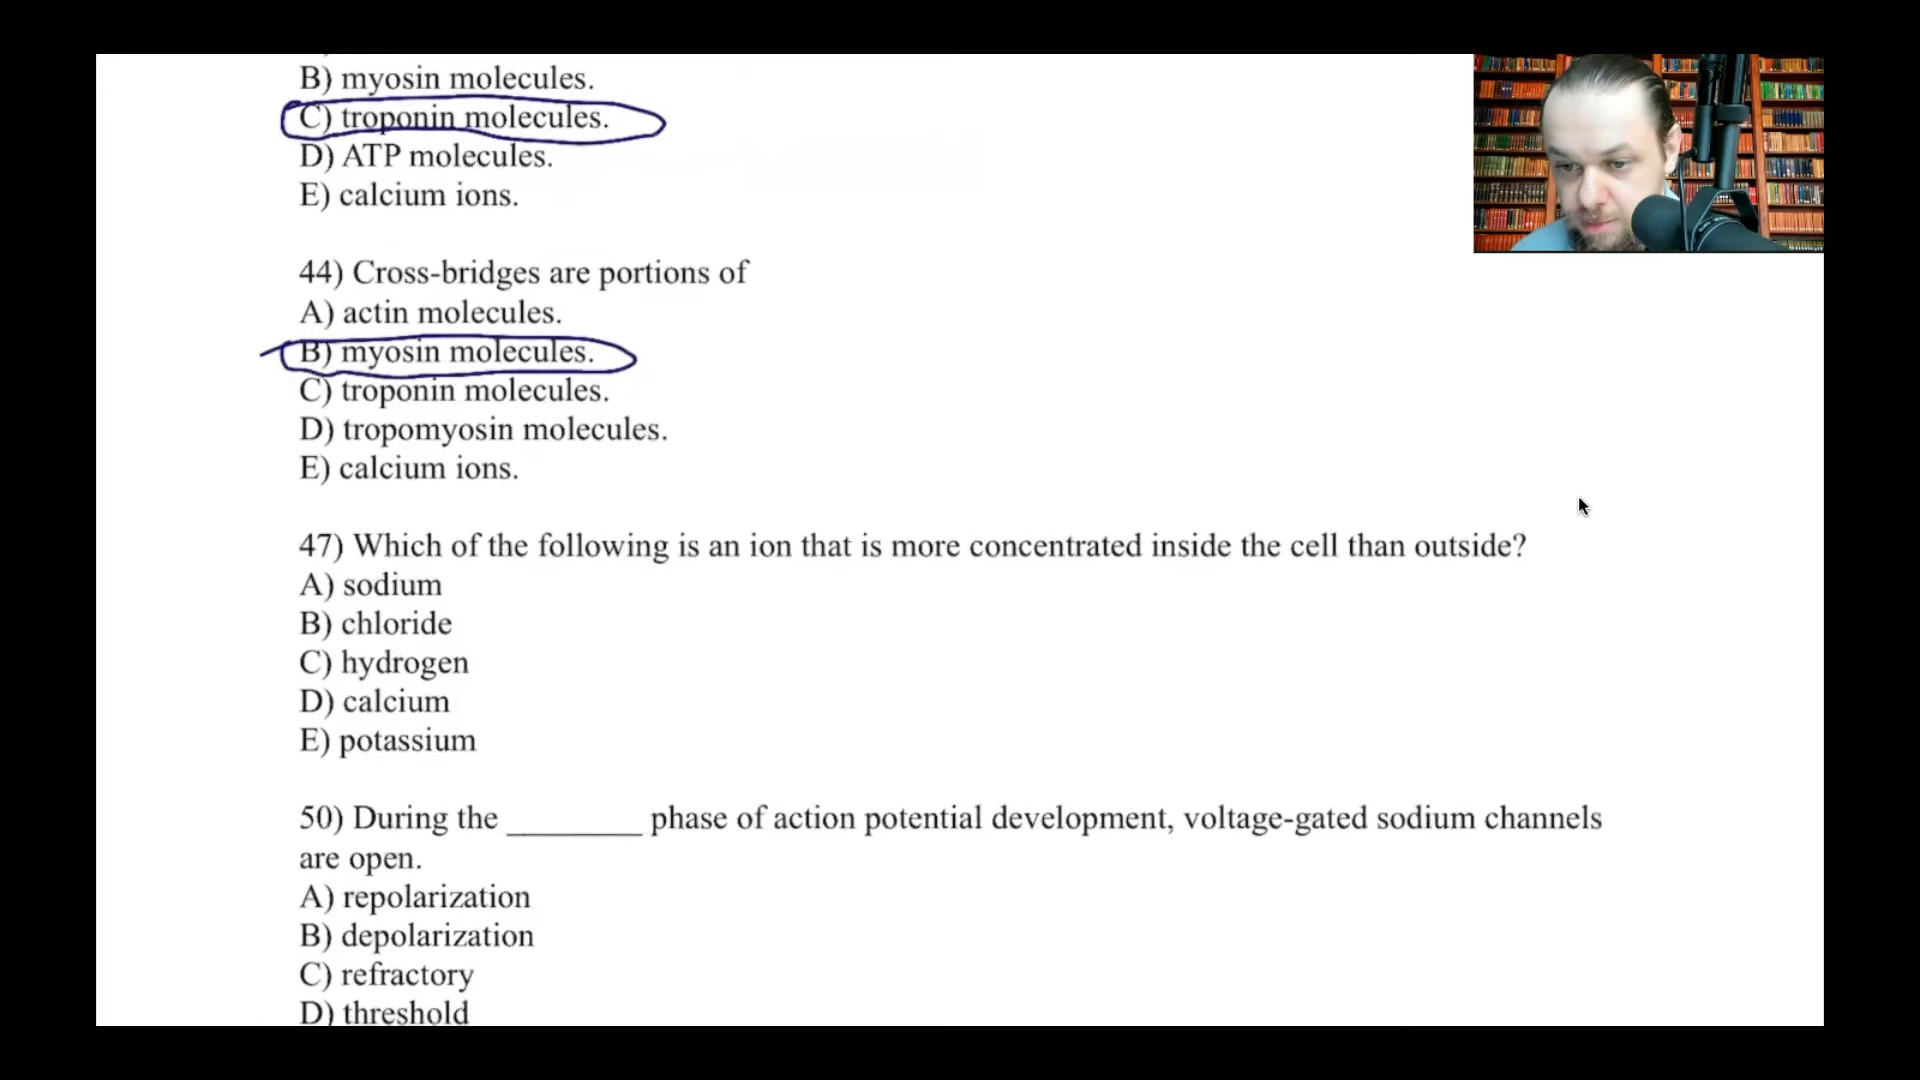 B) myosin molecules.
C) troponin molecules.
D) ATP molecules.
E) calcium ions.
44) Cross-bridges are portions of
A) actin molecules.
B) myosin molecules.
C) troponin molecules.
D) tropomyosin molecules.
E) calcium ions.
47) Which of the following is an ion that is more concentrated inside the cell than outside?
A) sodium
B) chloride
C) hydrogen
D) calcium
E) potassium
50) During the ________ phase of action potential development, voltage-gated sodium channels
are open.
A) repolarization
B) depolarization
C) refractory
D) threshold